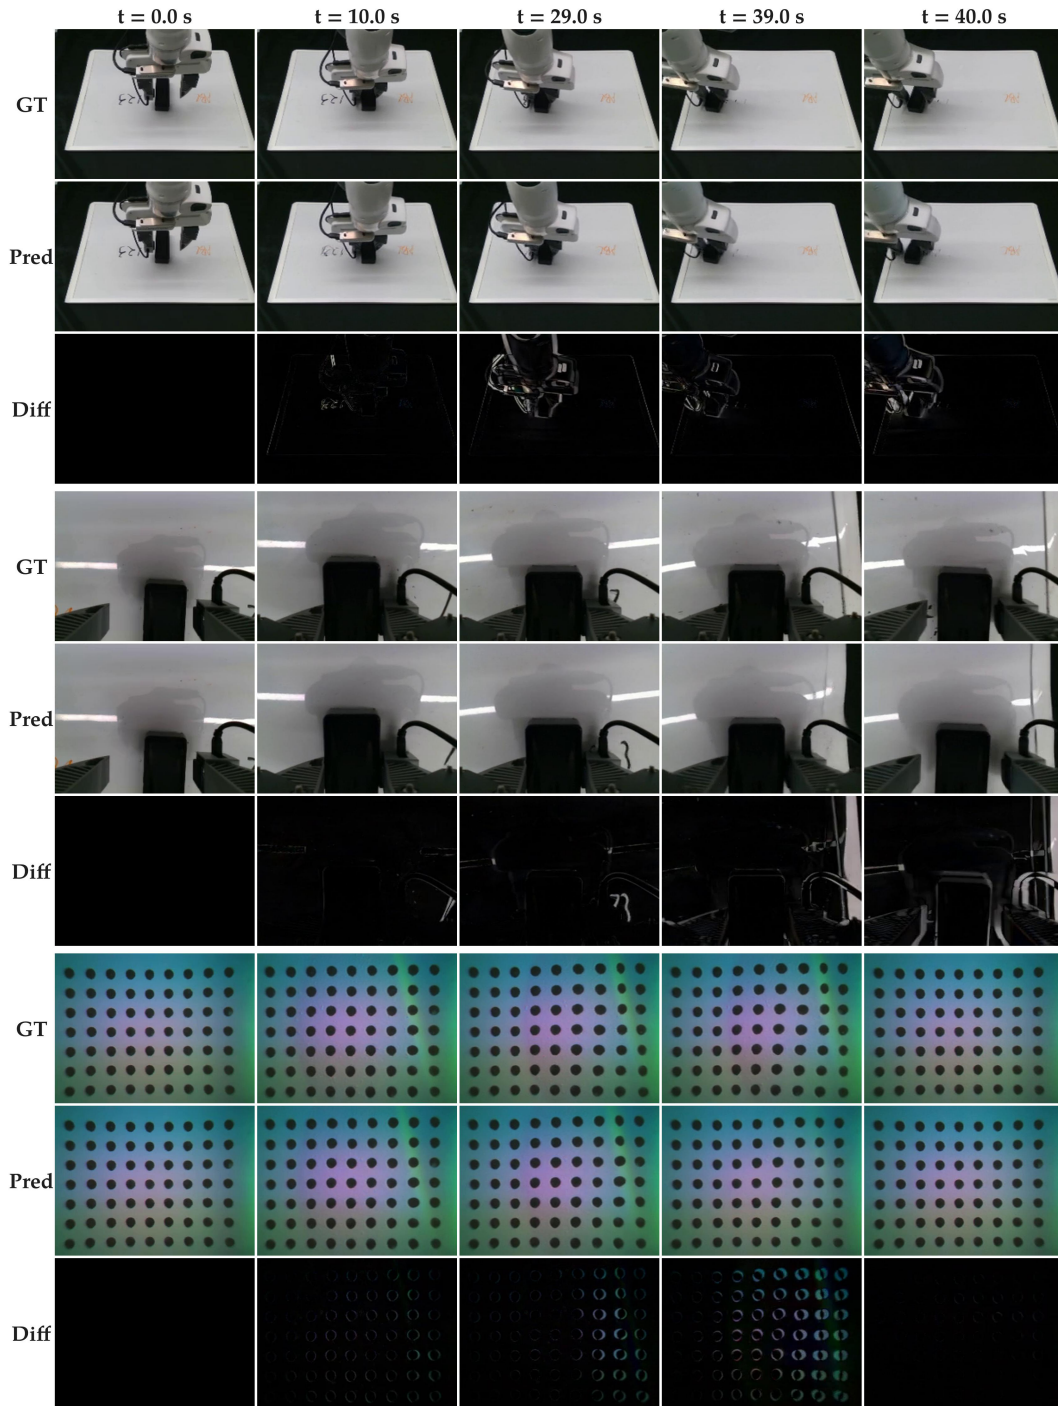 t = 0.0 s t = 10.0 s t = 29.0 s t = 39.0 s t = 40.0 s
GT
Pred
Diff
GT
Pred
Diff
GT
Pred
Diff